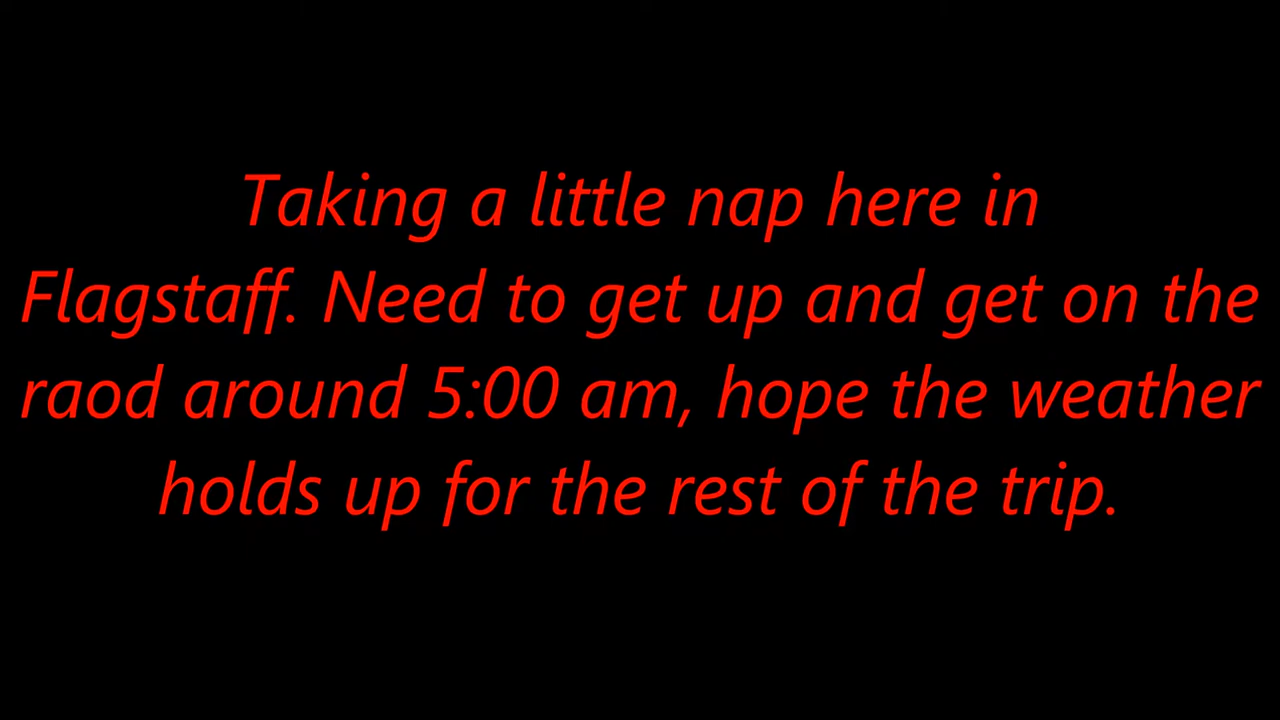 Taking a little nap here in
Flagstaff. Need to get up and get on the
raod around 5:00 am, hope the weather
holds up for the rest of the trip.